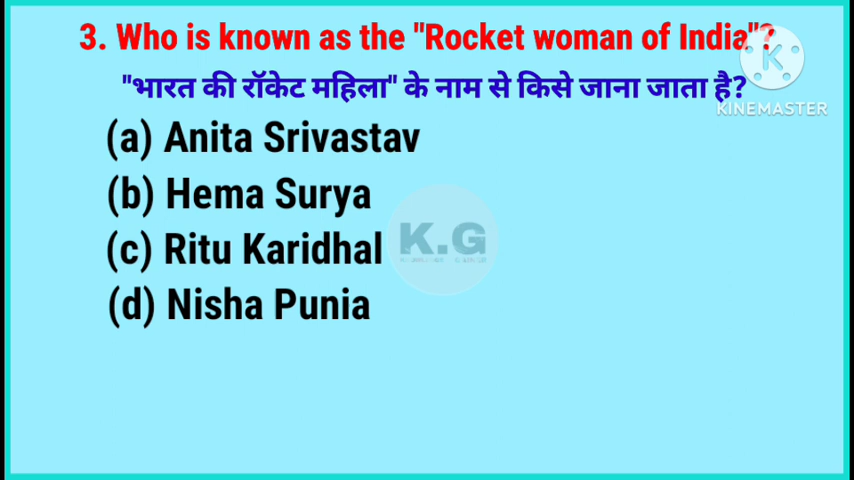 3. Who is known as the "Rocket woman of India"?
"भारत की रॉकेट महिला" के नाम से किसे जाना जाता है?
KINEMASTER
(a) Anita Srivastav
(b) Hema Surya
(c) Ritu Karidhal
K.G
(d) Nisha Punia